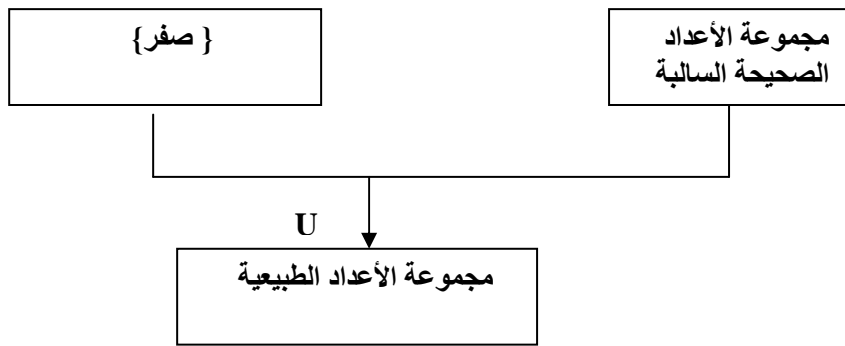 مجموعة الأعداد
الصحيحة السالبة
{ صفر}
U
مجموعة الأعداد الطبيعية